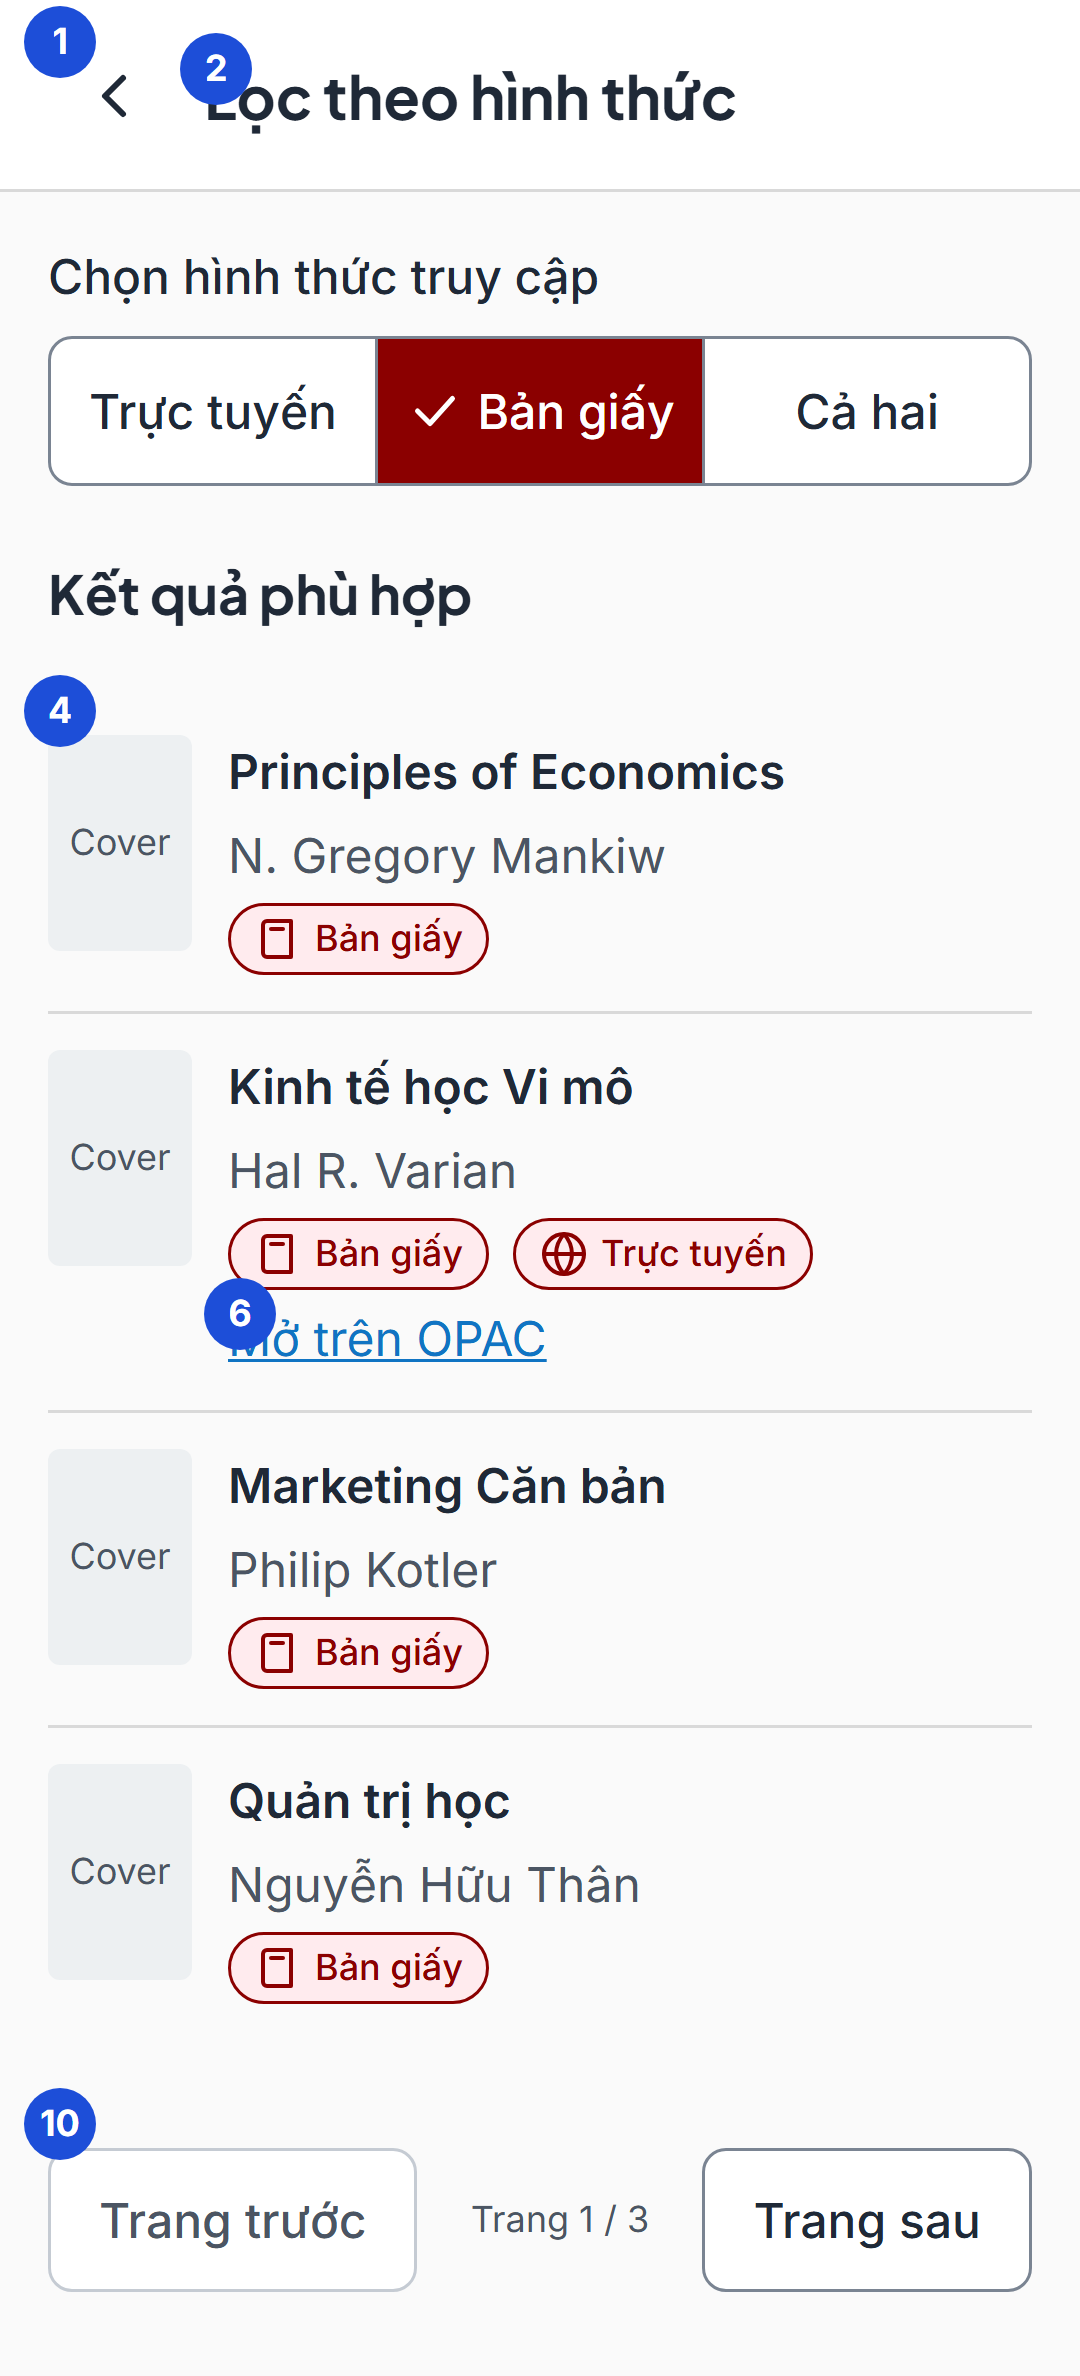 1
2
Lọc theo hình thức
Chọn hình thức truy cập
Trực tuyến
Bản giấy
Cả hai
Kết quả phù hợp
4
Cover
Principles of Economics
N. Gregory Mankiw
Bản giấy
Cover
Kinh tế học Vi mô
Hal R. Varian
Bản giấy
Trực tuyến
6
Mở trên OPAC
Cover
Marketing Căn bản
Philip Kotler
Bản giấy
Cover
Quản trị học
Nguyễn Hữu Thân
Bản giấy
10
Trang trước
Trang 1 / 3
Trang sau